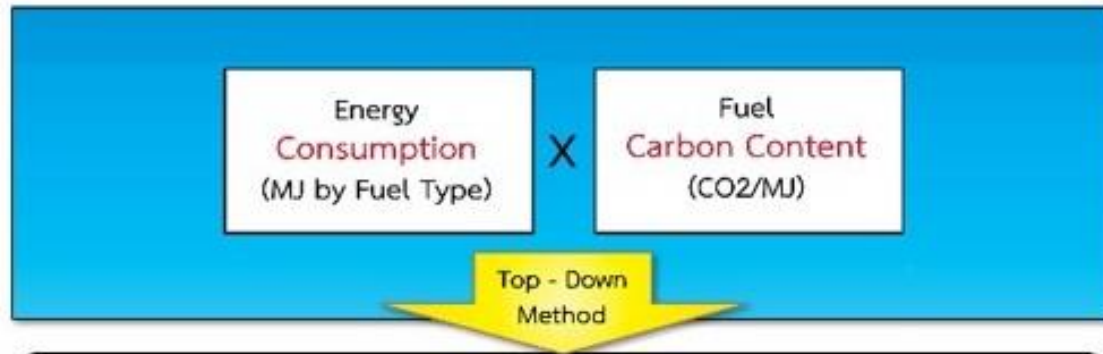 Energy
Consumption
(MJ by Fuel Type)
X
Fuel
Carbon Content
(CO2/MJ)
Top - Down
Method